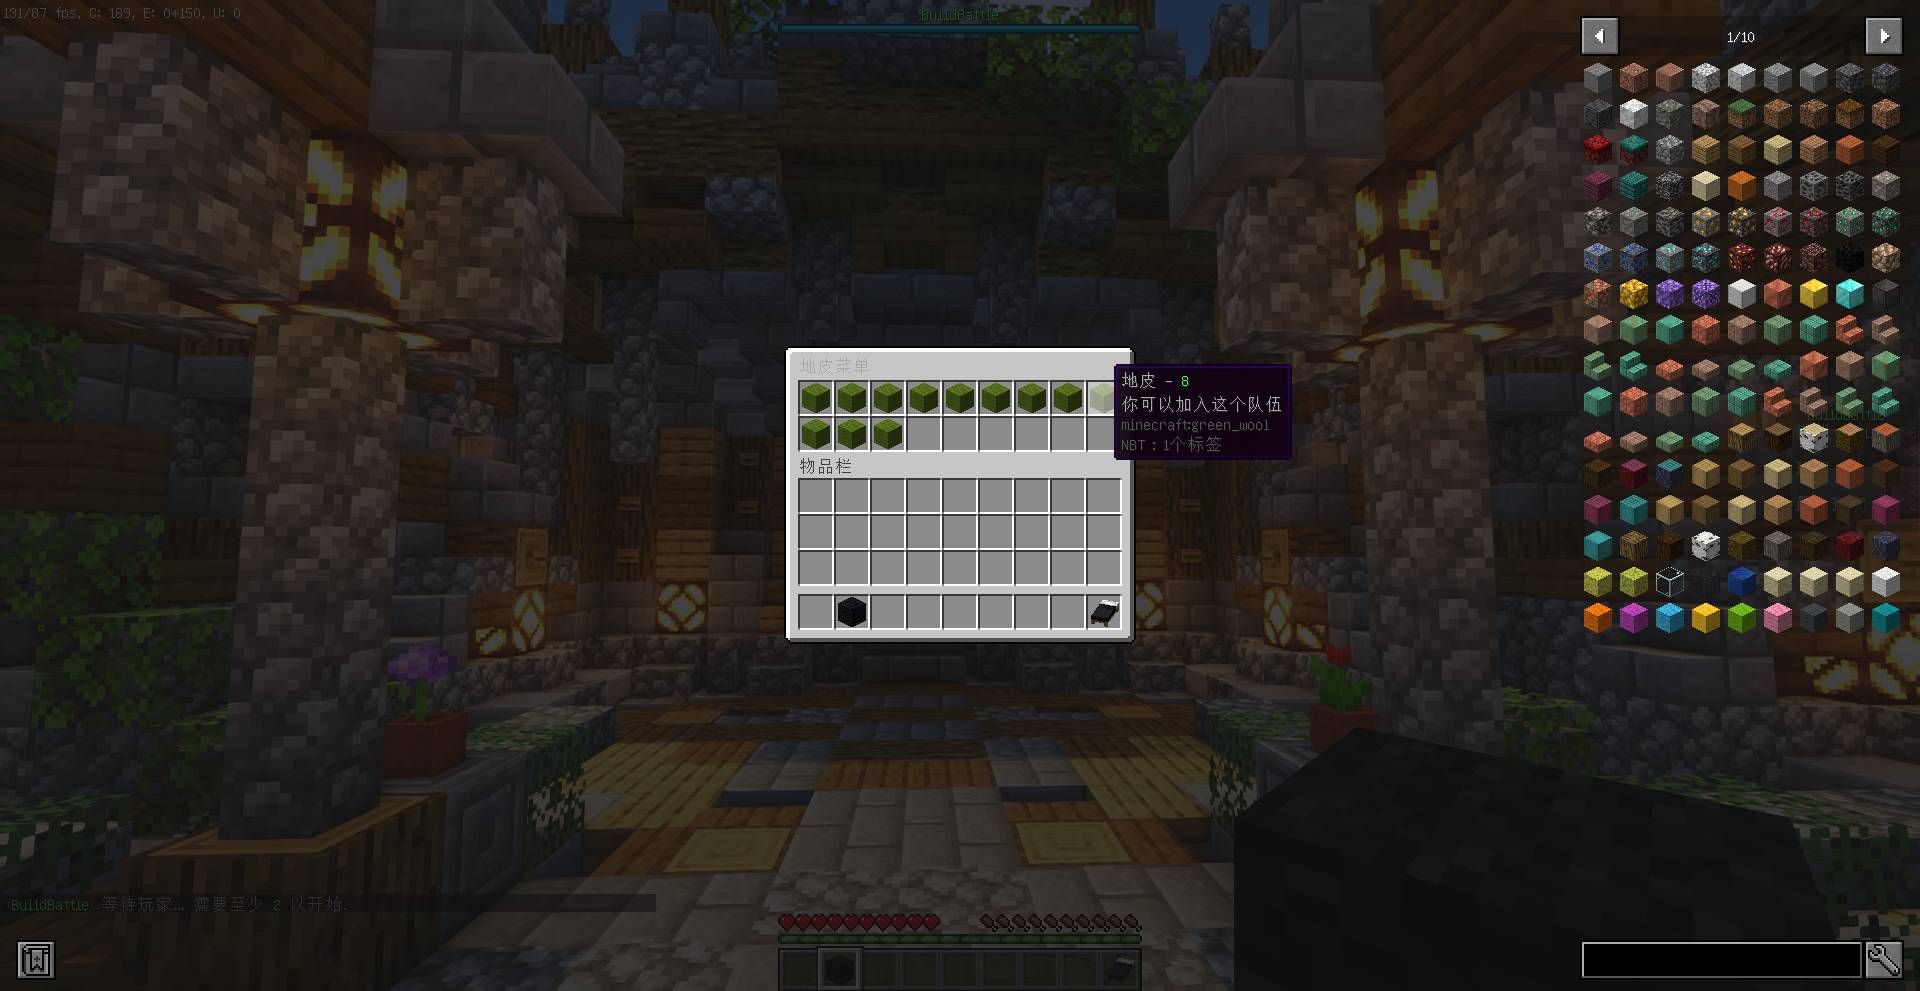 131/87 fps, C: 189, E: 0+150, U: 0
BuildBattle
1/10
地皮菜单
地皮 - 8
你可以加入这个队伍
minecraft:green_wool
NBT：1个标签
物品栏
BuildBattle
BuildBattle 等待玩家… 需要至少 2 以开始.